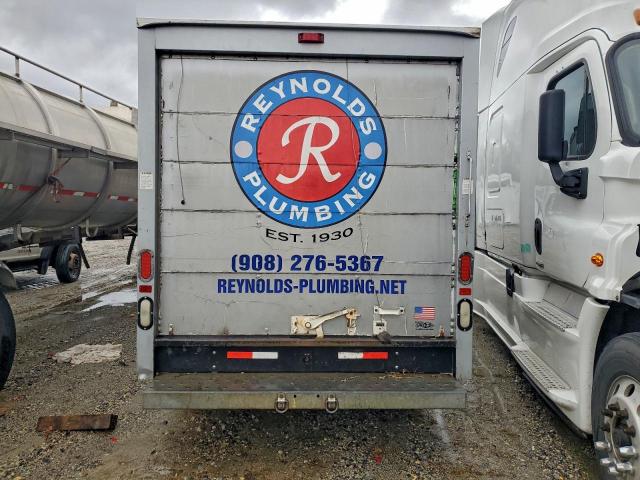 REYNOLDS
R
PLUMBING
EST. 1930
(908) 276-5367
REYNOLDS-PLUMBING.NET